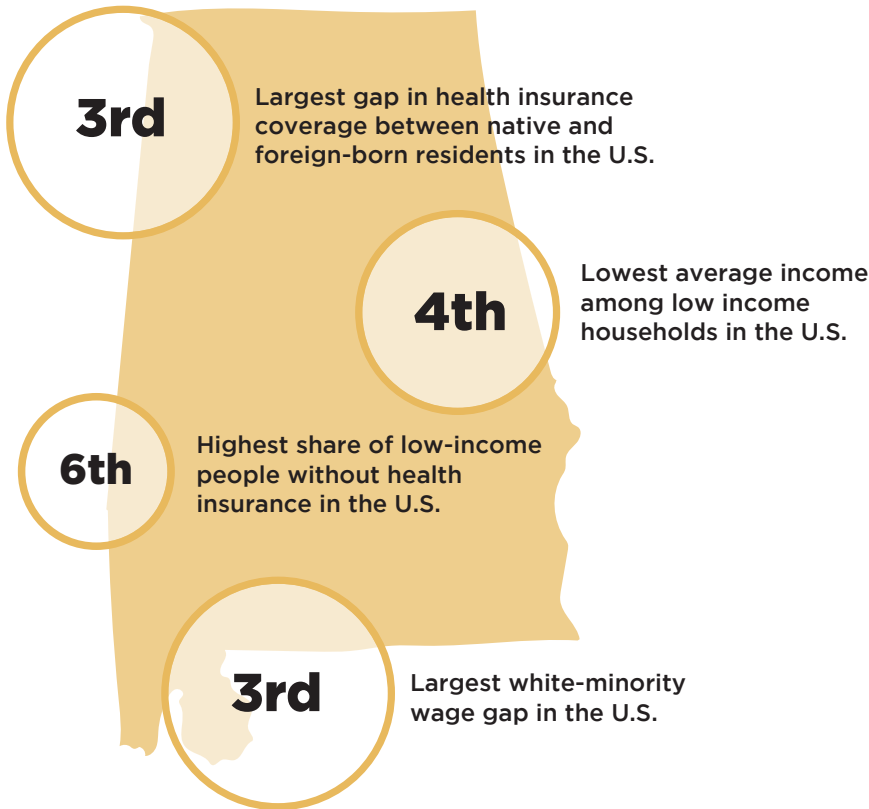 3rd
Largest gap in health insurance
coverage between native and
foreign-born residents in the U.S.
4th
Lowest average income
among low income
households in the U.S.
6th
Highest share of low-income
people without health
insurance in the U.S.
3rd
Largest white-minority
wage gap in the U.S.